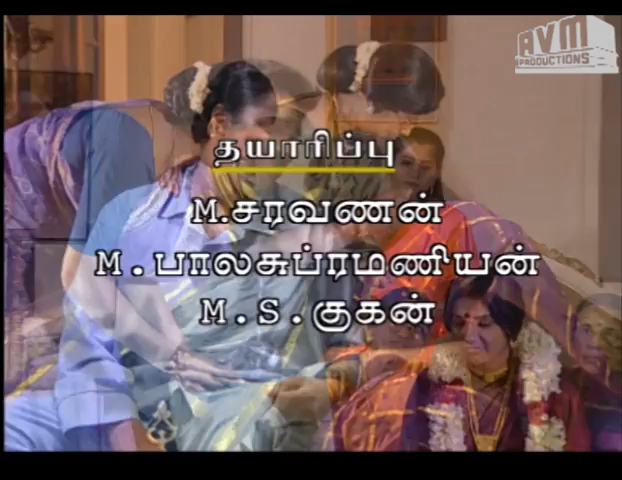 AVM
PRODUCTIONS
தயாரிப்பு
M.சரவணன்
M.பாலசுப்ரமணியன்
M.S.குகன்